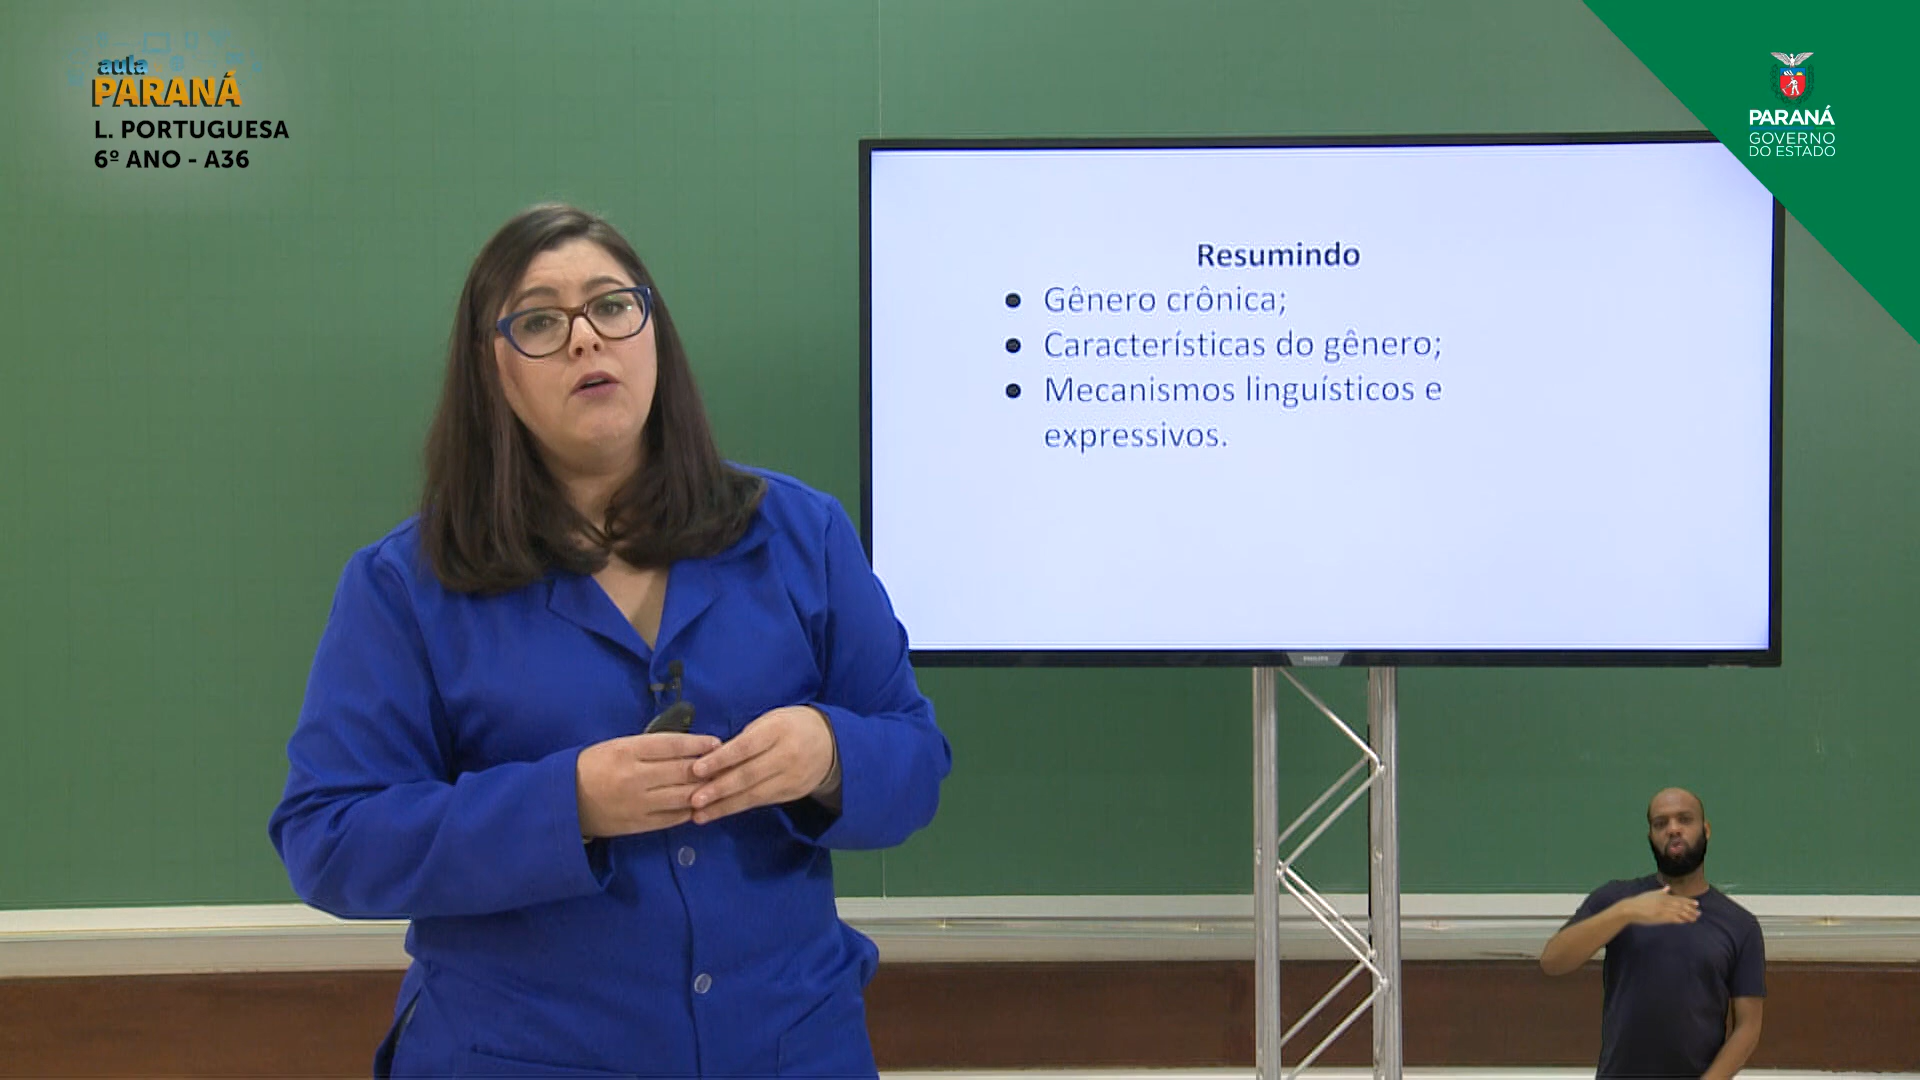 aula
PARANÁ
L. PORTUGUESA
6º ANO - A36
PARANÁ
GOVERNO
DO ESTADO
Resumindo
• Gênero crônica;
• Características do gênero;
• Mecanismos linguísticos e
expressivos.
PHILIPS